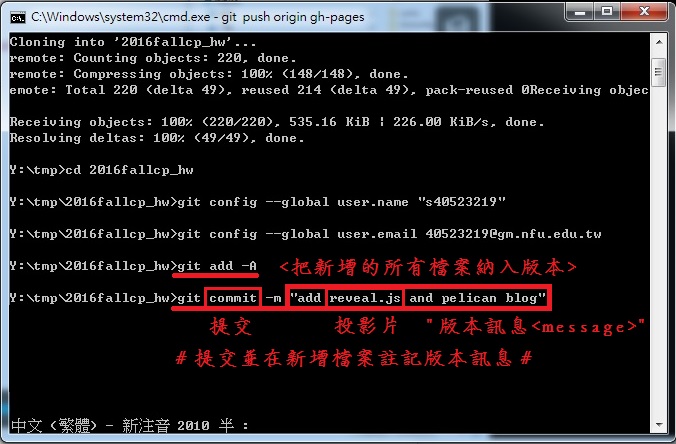 C:\Windows\system32\cmd.exe - git push origin gh-pages
Cloning into '2016fallcp_hw'...
remote: Counting objects: 220, done.
remote: Compressing objects: 100% (148/148), done.
emote: Total 220 (delta 49), reused 214 (delta 49), pack-reused 0Receiving objec
Receiving objects: 100% (220/220), 535.16 KiB | 226.00 KiB/s, done.
Resolving deltas: 100% (49/49), done.
Y:\tmp>cd 2016fallcp_hw
Y:\tmp\2016fallcp_hw>git config --global user.name "s40523219"
Y:\tmp\2016fallcp_hw>git config --global user.email 40523219@gm.nfu.edu.tw
Y:\tmp\2016fallcp_hw>git add -A <把新增的所有檔案納入版本>
Y:\tmp\2016fallcp_hw>git commit -m "add reveal.js and pelican blog"
提交 投影片 "版本訊息<message>"
#提交並在新增檔案註記版本訊息#
中文 (繁體) - 新注音 2010 半 :